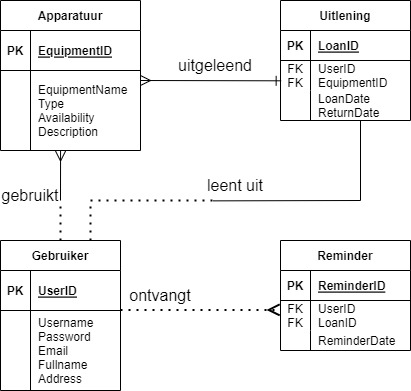 Apparatuur
PK EquipmentID
EquipmentName
Type
Availability
Description
uitgeleend
Uitlening
PK LoanID
FK UserID
FK EquipmentID
LoanDate
ReturnDate
gebruikt
leent uit
Gebruiker
PK UserID
Username
Password
Email
Fullname
Address
ontvangt
Reminder
PK ReminderID
FK UserID
FK LoanID
ReminderDate